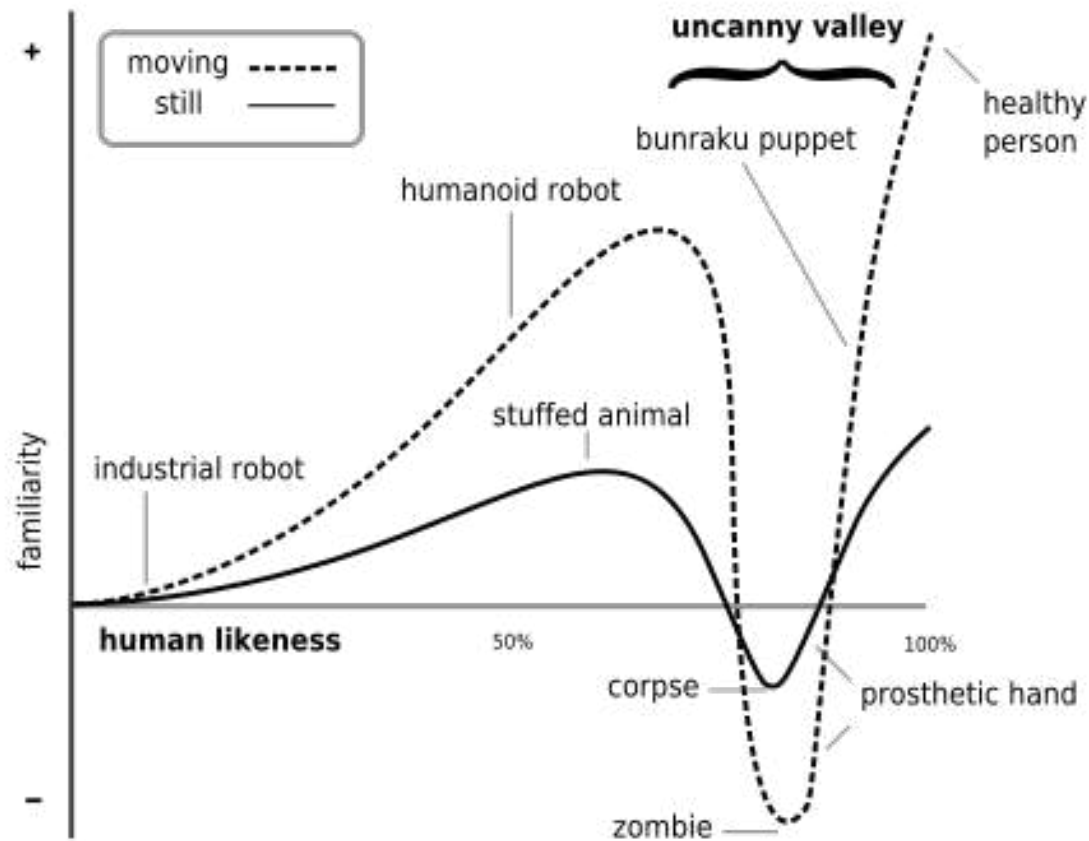 +
uncanny valley
moving
still
healthy
person
bunraku puppet
humanoid robot
stuffed animal
industrial robot
familiarity
human likeness
50%
100%
corpse
prosthetic hand
–
zombie